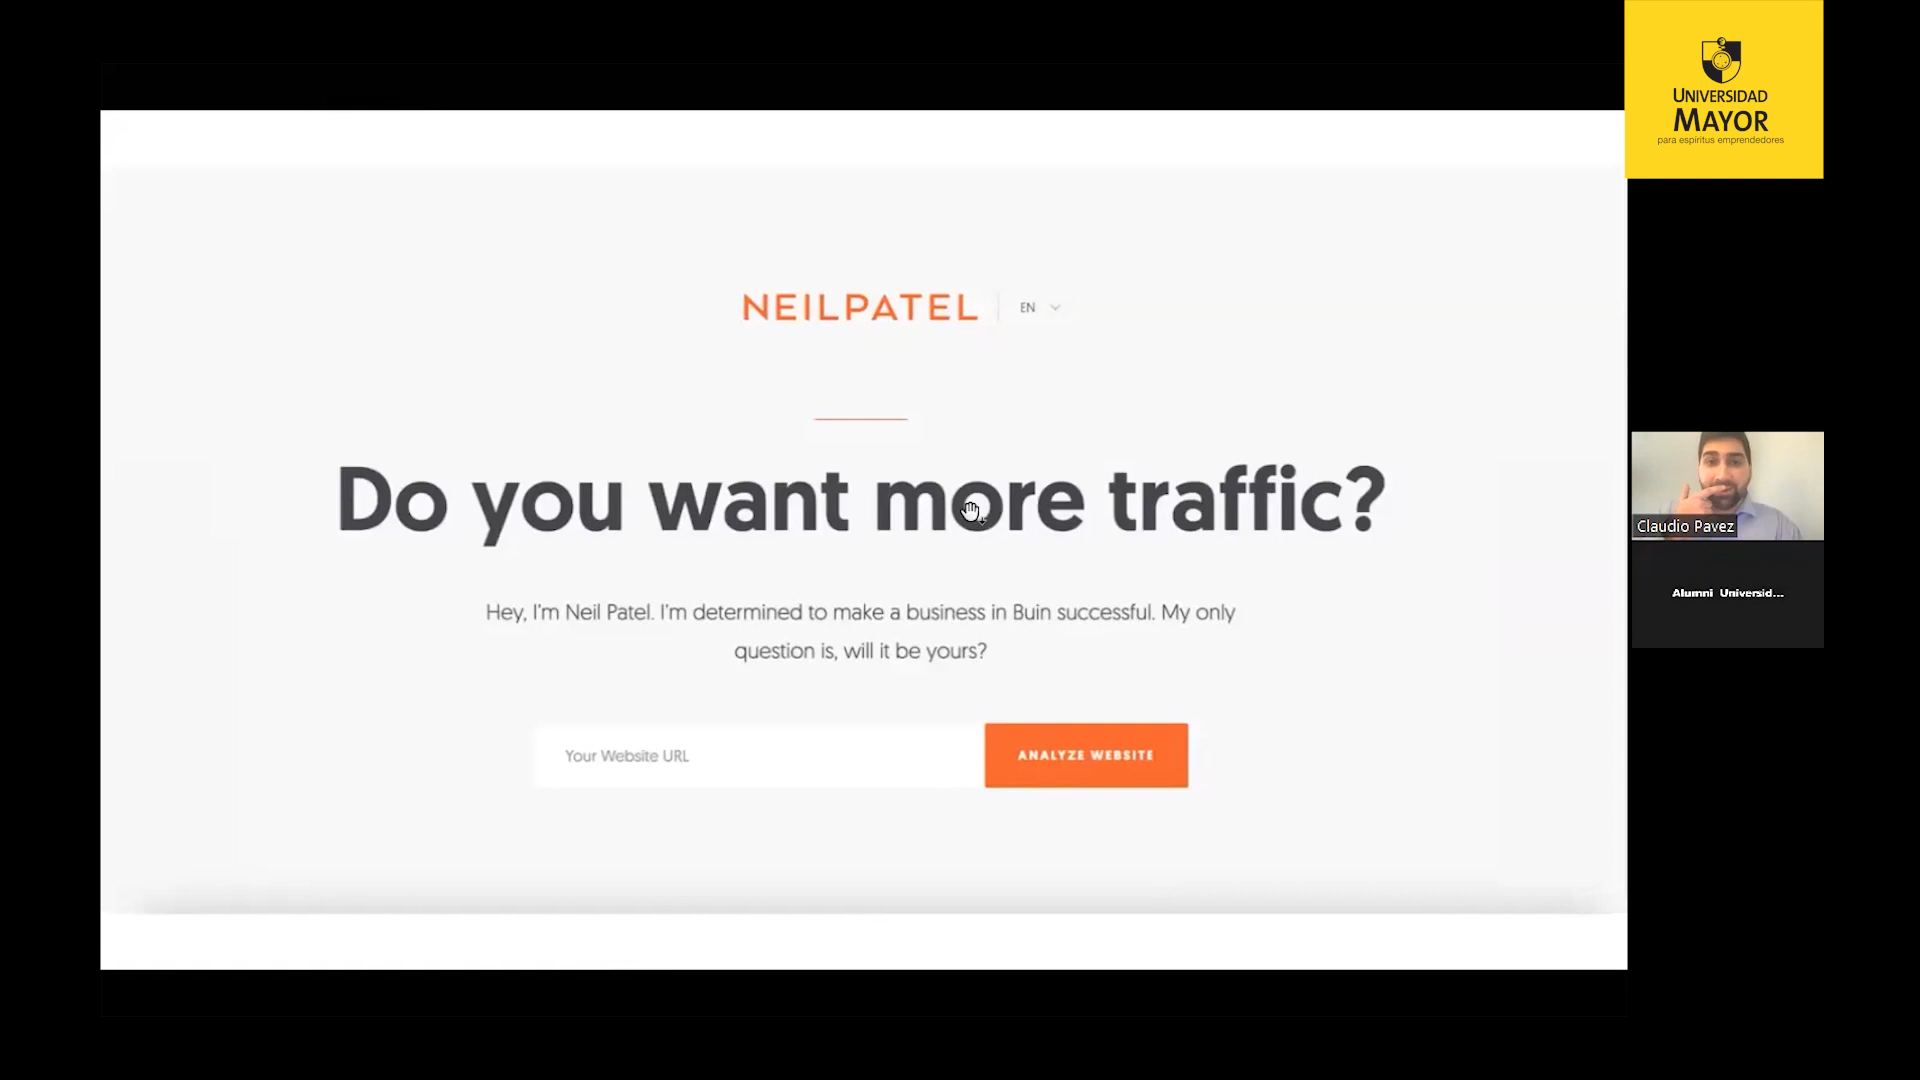 UNIVERSIDAD
MAYOR
para espíritus emprendedores
NEILPATEL
EN
Do you want more traffic?
Hey, I'm Neil Patel. I'm determined to make a business in Buin successful. My only
question is, will it be yours?
Your Website URL
ANALYZE WEBSITE
Claudio Pavez
Alumni Universid...